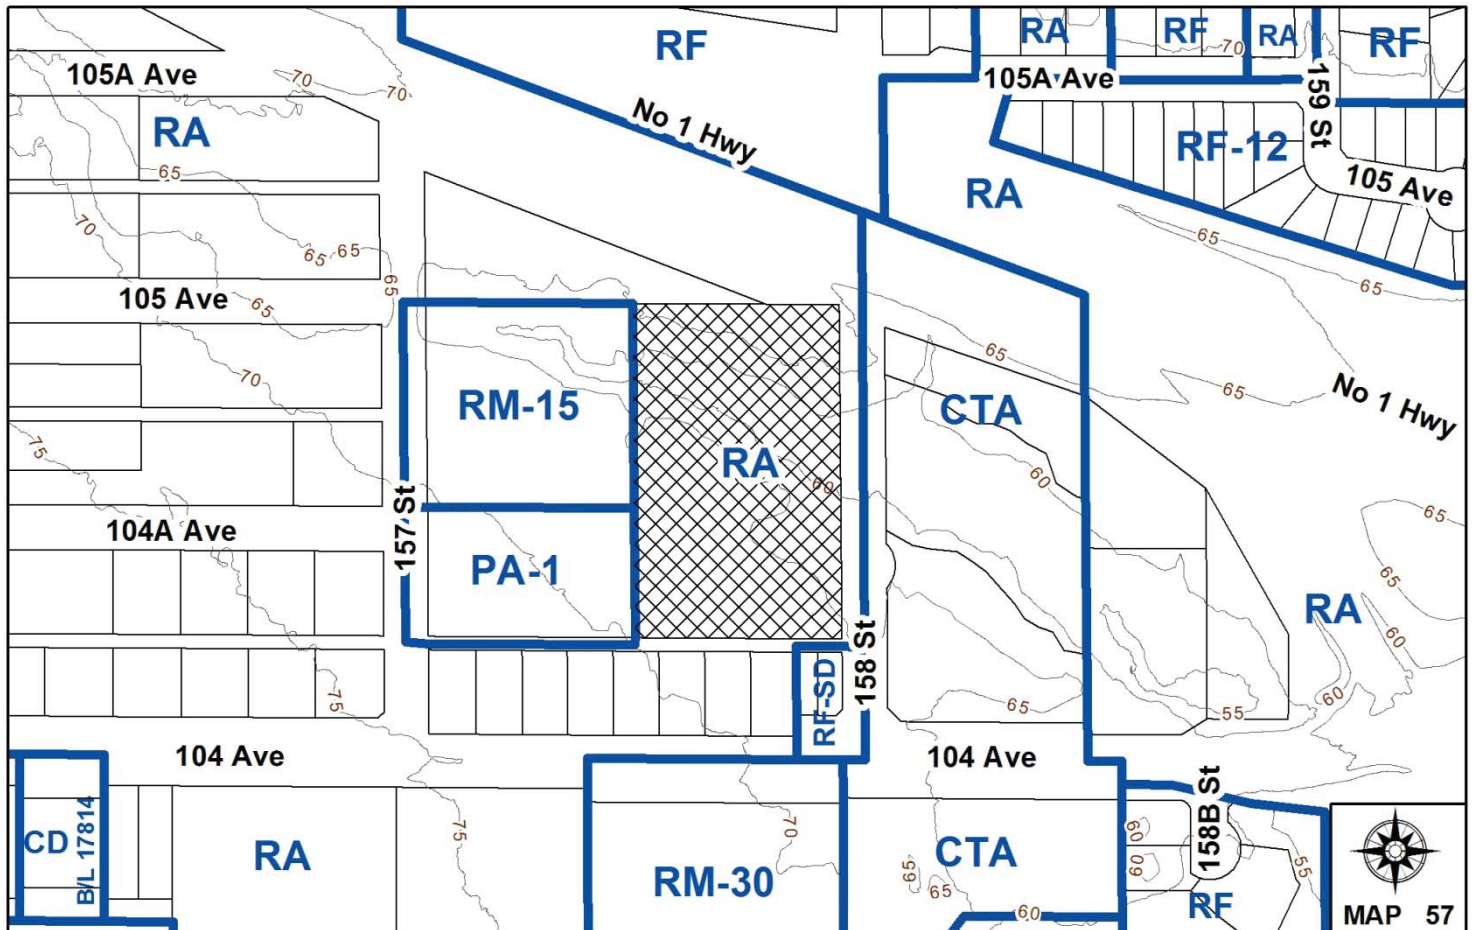 RF
RA
RF
RA
RF
70
105A Ave
70
70
105A Ave
159 St
No 1 Hwy
RA
RF-12
65
RA
105 Ave
70
65
65
65
65
65
105 Ave
65
65
70
RM-15
RA
CTA
65
65
No 1 Hwy
75
60
60
65
104A Ave
157 St
PA-1
65
RA
60
158 St
RF-SD
75
65
55
60
104 Ave
104 Ave
158B St
CD
B/L 17814
RA
75
70
RM-30
65
65
CTA
60
60
60
55
RF
MAP 57